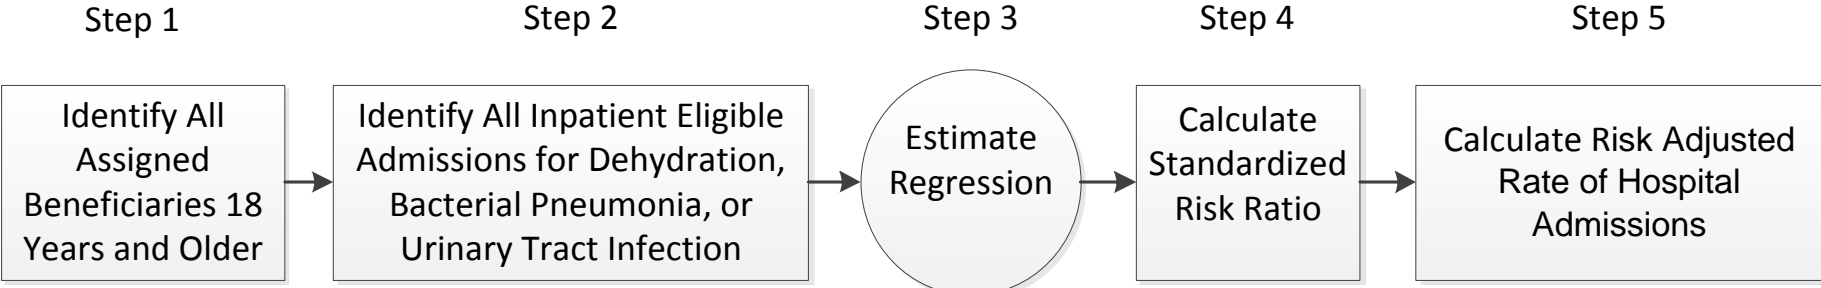 Step 1
Step 2
Step 3
Step 4
Step 5
Identify All
Assigned
Beneficiaries 18
Years and Older
Identify All Inpatient Eligible
Admissions for Dehydration,
Bacterial Pneumonia, or
Urinary Tract Infection
Estimate
Regression
Calculate
Standardized
Risk Ratio
Calculate Risk Adjusted
Rate of Hospital
Admissions